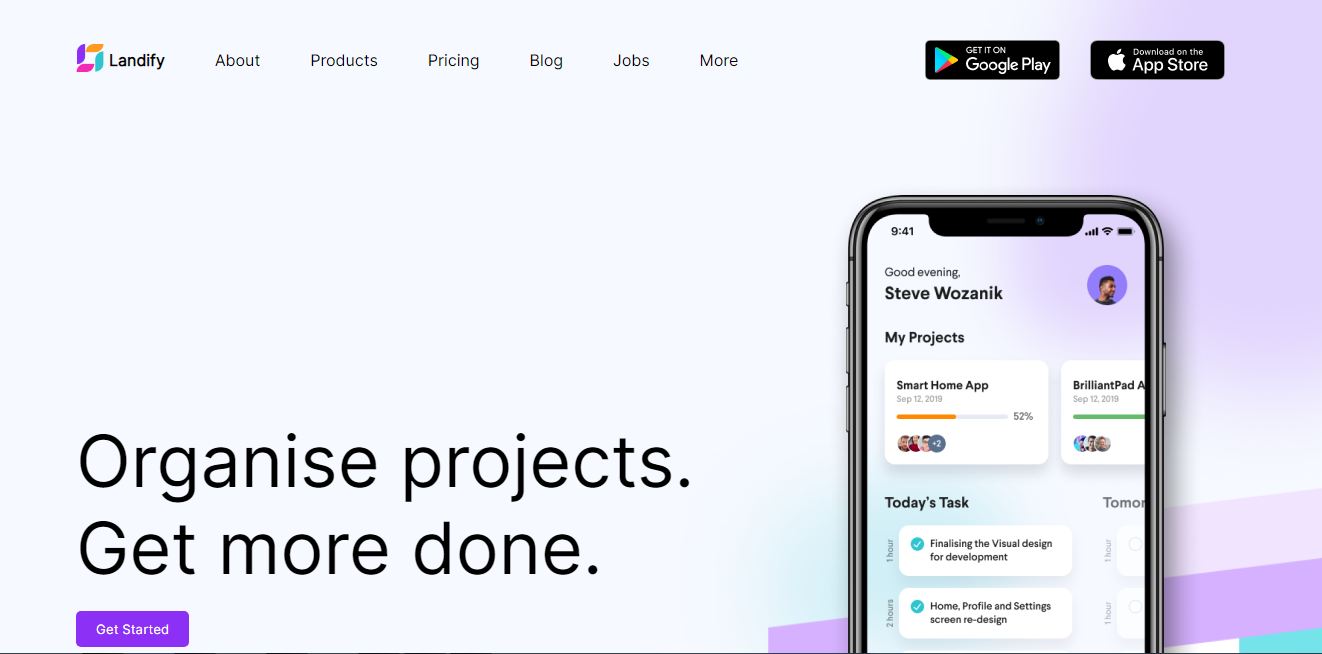 Landify
About
Products
Pricing
Blog
Jobs
More
GET IT ON
Google Play
Download on the
App Store
Organise projects.
Get more done.
Get Started
9:41
Good evening,
Steve Wozanik
My Projects
Smart Home App
Sep 12, 2019
52%
+2
BrilliantPad A
Sep 12, 2019
Today's Task
Tomor
1 hour
Finalising the Visual design
for development
1 hour
2 hours
Home, Profile and Settings
screen re-design
1 hour